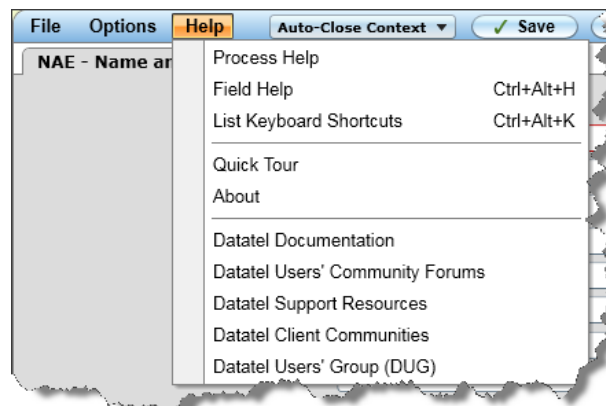 File Options Help Auto-Close Context ▼ ✓ Save
NAE - Name ar
Process Help
Field Help Ctrl+Alt+H
List Keyboard Shortcuts Ctrl+Alt+K
Quick Tour
About
Datatel Documentation
Datatel Users' Community Forums
Datatel Support Resources
Datatel Client Communities
Datatel Users' Group (DUG)